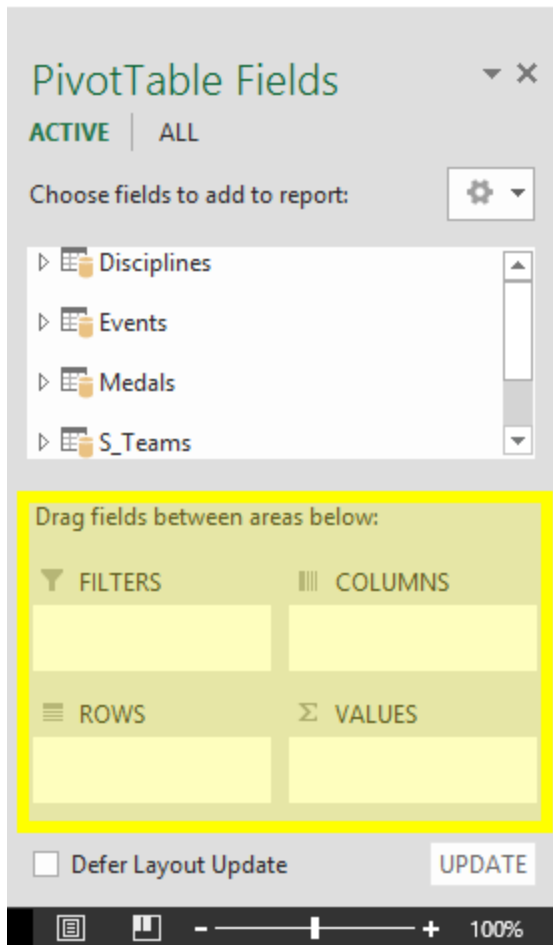 PivotTable Fields
ACTIVE ALL
Choose fields to add to report:
Disciplines
Events
Medals
S_Teams
Drag fields between areas below:
FILTERS COLUMNS
ROWS Σ VALUES
Defer Layout Update UPDATE
- + 100%